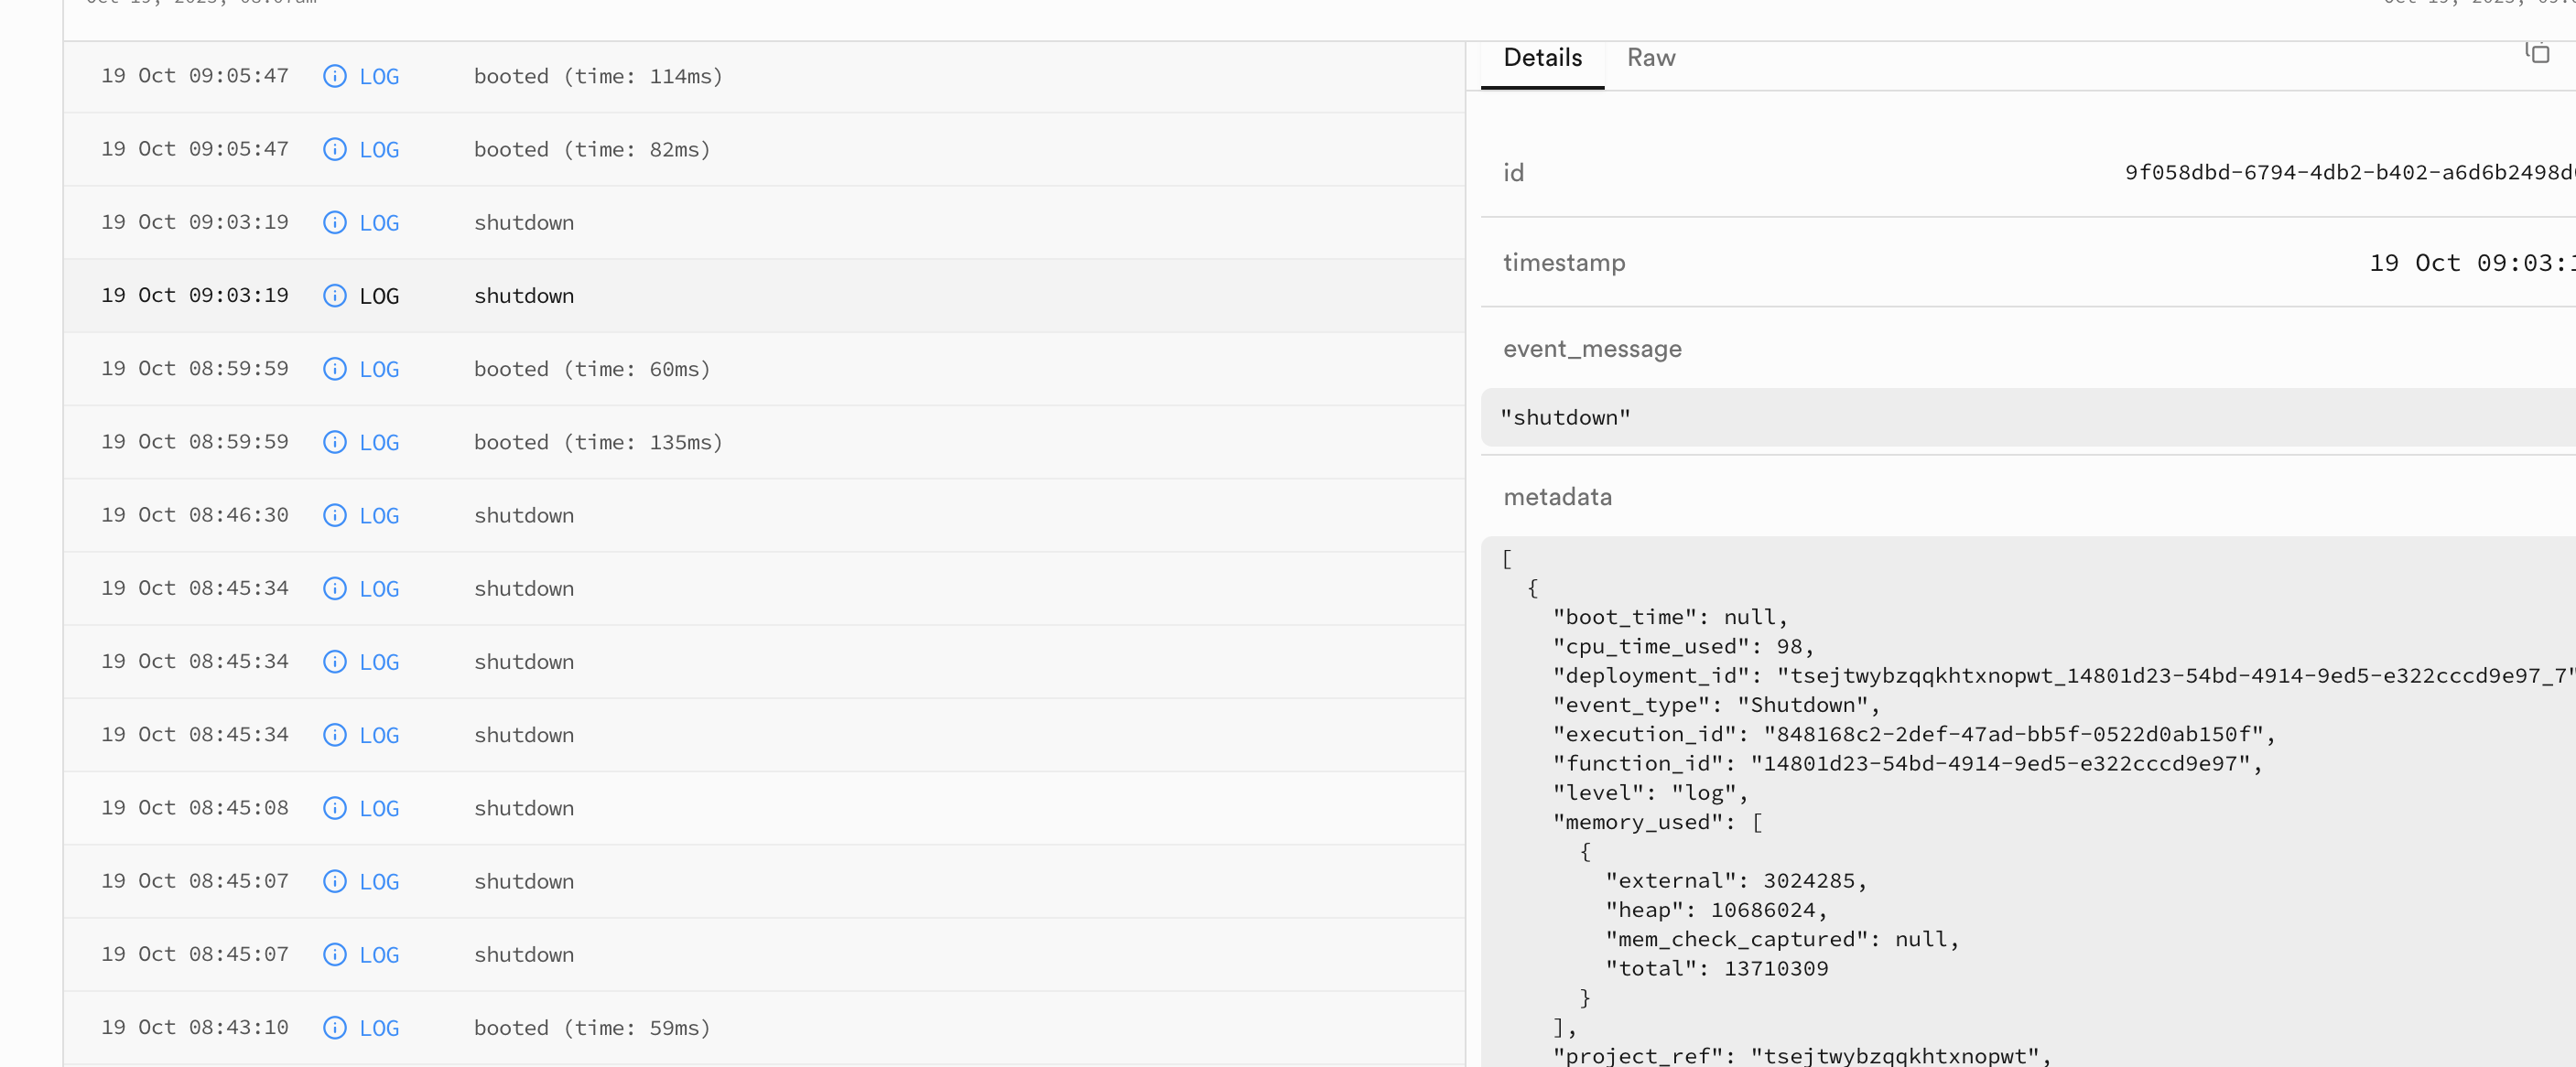 19 Oct 09:05:47 LOG booted (time: 114ms)
19 Oct 09:05:47 LOG booted (time: 82ms)
19 Oct 09:03:19 LOG shutdown
19 Oct 09:03:19 LOG shutdown
19 Oct 08:59:59 LOG booted (time: 60ms)
19 Oct 08:59:59 LOG booted (time: 135ms)
19 Oct 08:46:30 LOG shutdown
19 Oct 08:45:34 LOG shutdown
19 Oct 08:45:34 LOG shutdown
19 Oct 08:45:34 LOG shutdown
19 Oct 08:45:08 LOG shutdown
19 Oct 08:45:07 LOG shutdown
19 Oct 08:45:07 LOG shutdown
19 Oct 08:43:10 LOG booted (time: 59ms)
Details Raw
id 9f058dbd-6794-4db2-b402-a6d6b2498d
timestamp 19 Oct 09:03:1
event_message
"shutdown"
metadata
[
{
"boot_time": null,
"cpu_time_used": 98,
"deployment_id": "tsejtwybzqqkhtxnopwt_14801d23-54bd-4914-9ed5-e322cccd9e97_7"
"event_type": "Shutdown",
"execution_id": "848168c2-2def-47ad-bb5f-0522d0ab150f",
"function_id": "14801d23-54bd-4914-9ed5-e322cccd9e97",
"level": "log",
"memory_used": [
{
"external": 3024285,
"heap": 10686024,
"mem_check_captured": null,
"total": 13710309
}
],
"project_ref": "tsejtwybzqqkhtxnopwt",